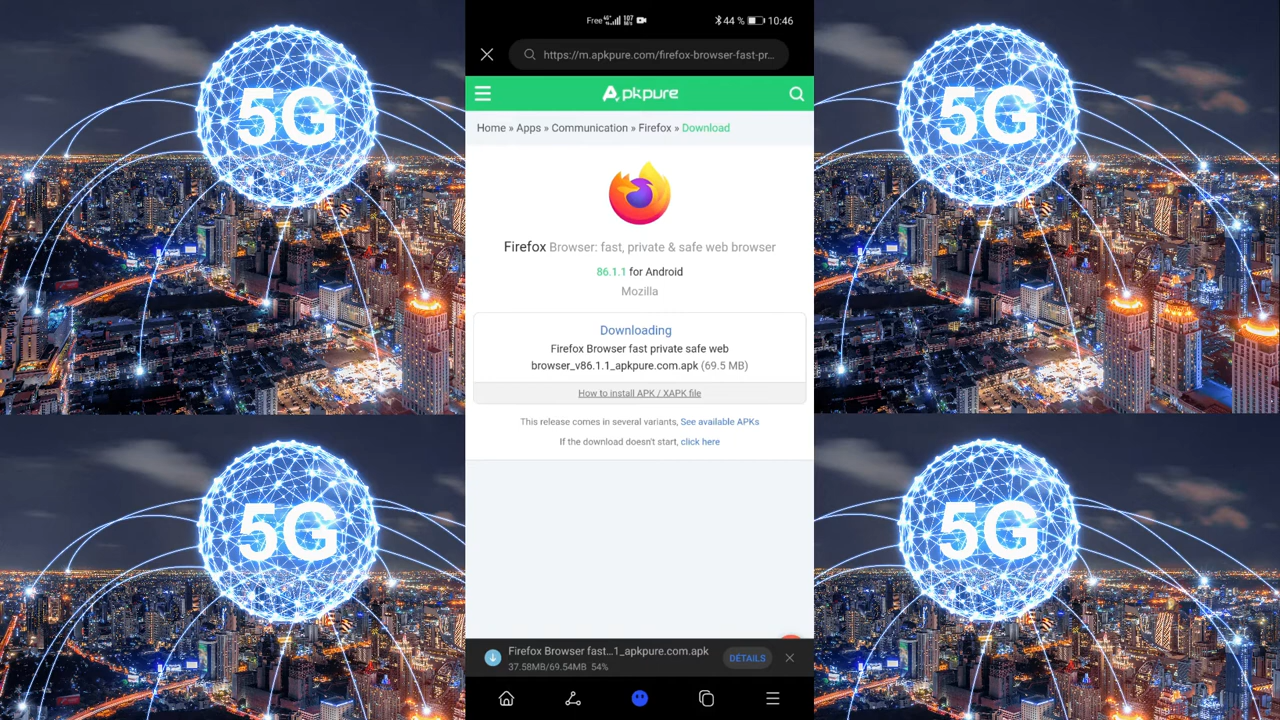 5G
5G
5G
5G
Free 4G+ 107 10:46
44 %
https://m.apkpure.com/firefox-browser-fast-pr...
Apkpure
Home » Apps » Communication » Firefox » Download
Firefox Browser: fast, private & safe web browser
86.1.1 for Android
Mozilla
Downloading
Firefox Browser fast private safe web
browser_v86.1.1_apkpure.com.apk (69.5 MB)
How to install APK / XAPK file
This release comes in several variants, See available APKs
If the download doesn't start, click here
Firefox Browser fast...1_apkpure.com.apk
37.58MB/69.54MB 54%
DÉTAILS